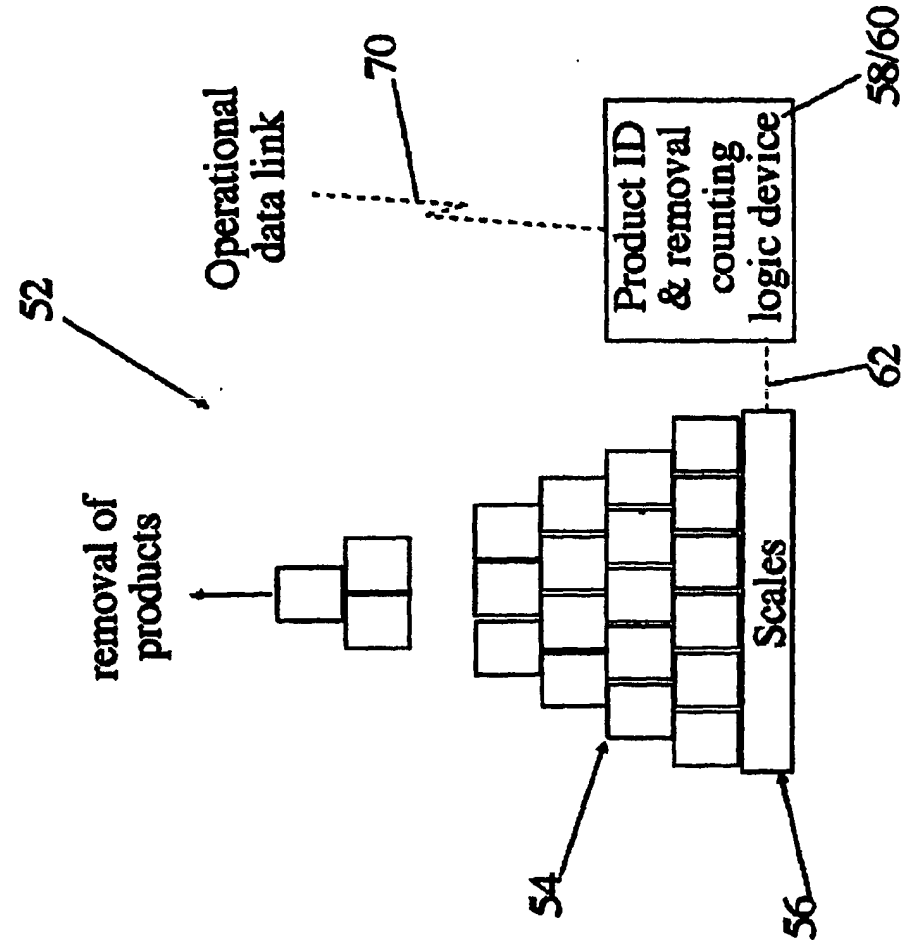 52
removal of
products
Operational
data link
70
54
56
Scales
62
Product ID
& removal
counting
logic device
58/60